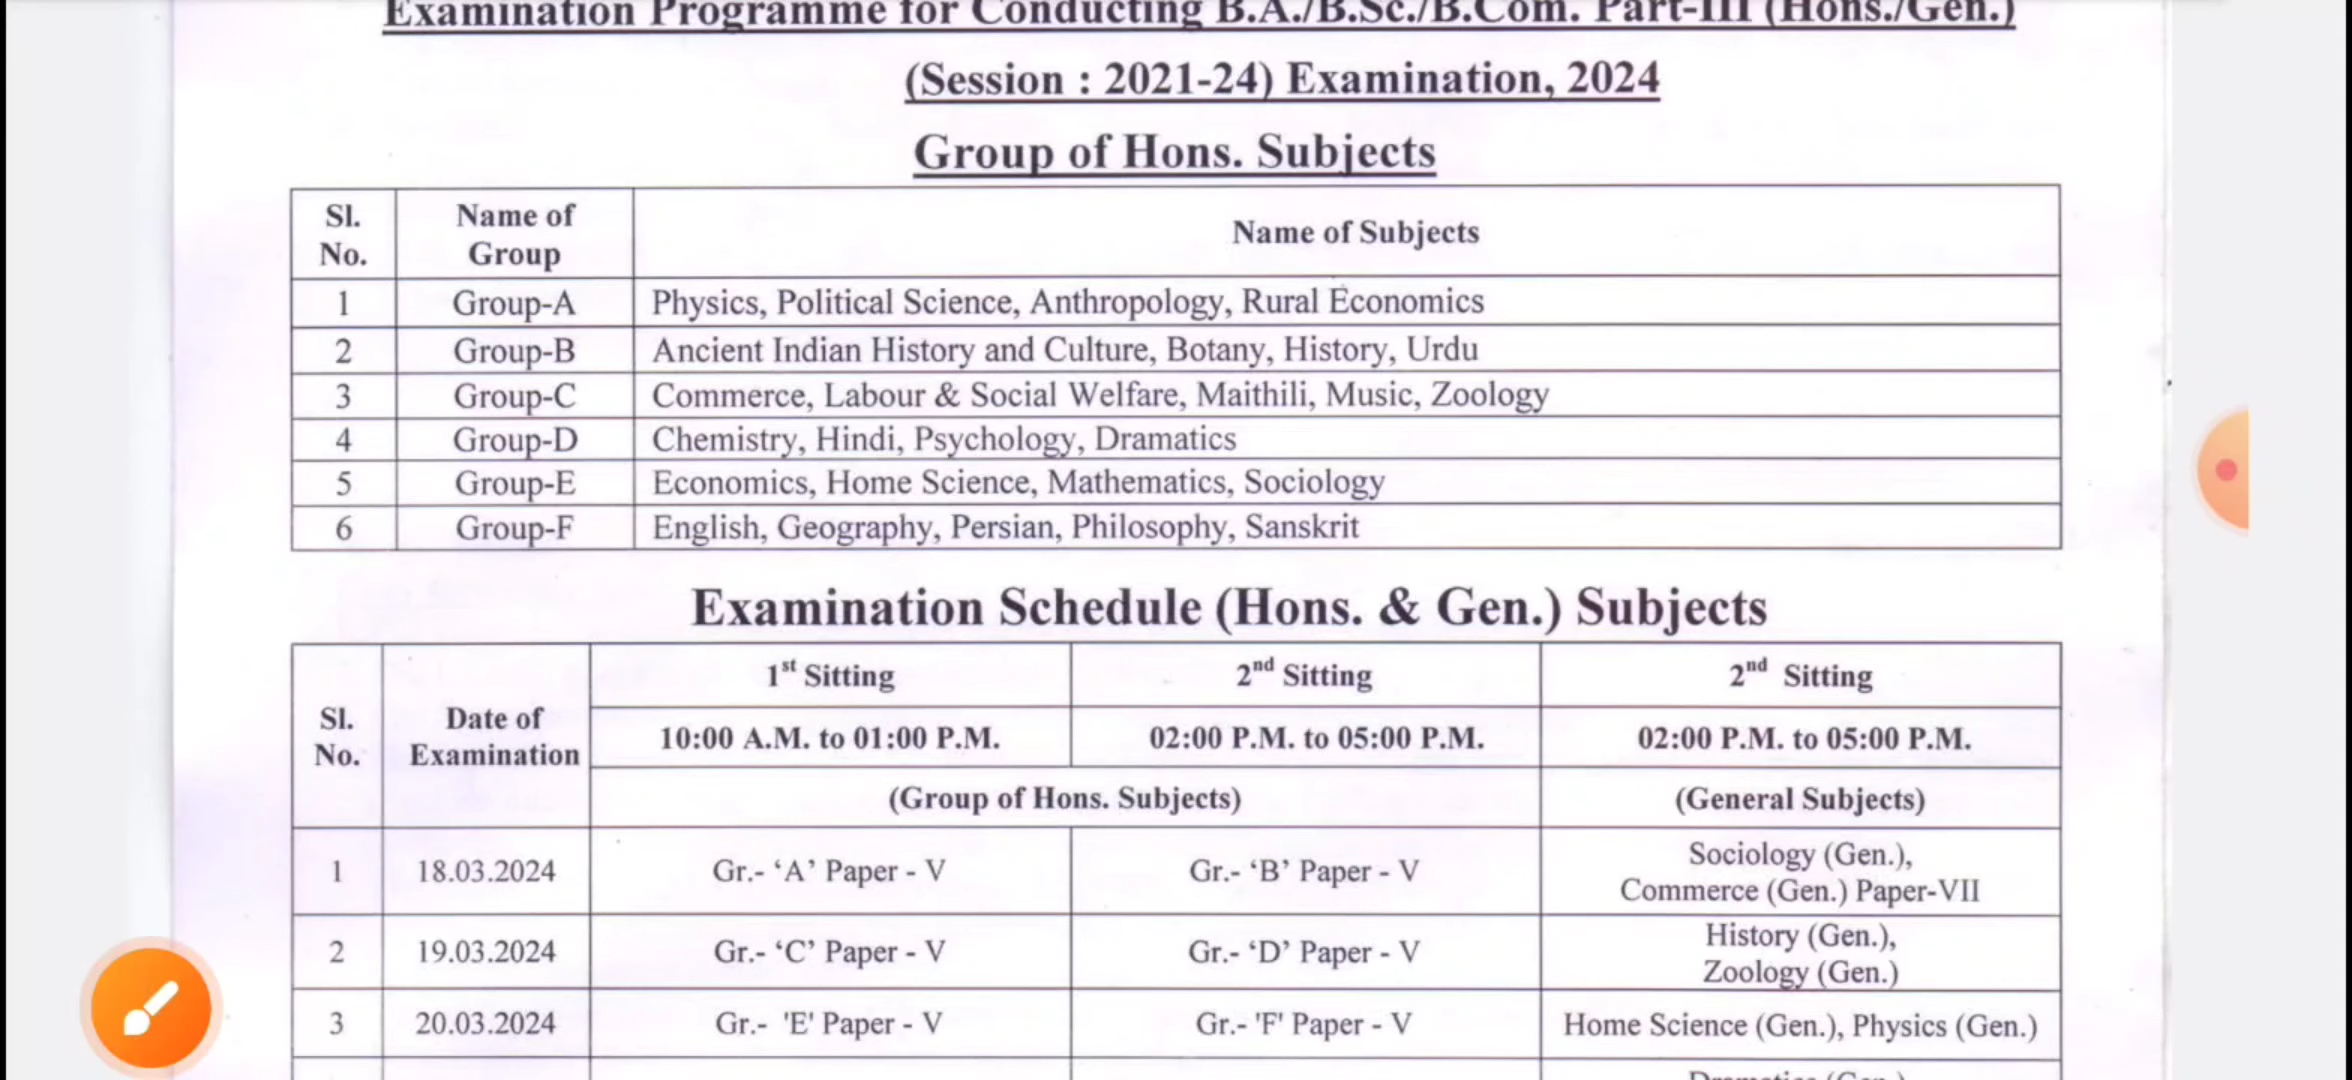 Examination Programme for Conducting B.A./B.Sc./B.Com. Part-III (Hons./Gen.)
(Session : 2021-24) Examination, 2024
Group of Hons. Subjects
Sl. No. Name of Group Name of Subjects
1 Group-A Physics, Political Science, Anthropology, Rural Economics
2 Group-B Ancient Indian History and Culture, Botany, History, Urdu
3 Group-C Commerce, Labour & Social Welfare, Maithili, Music, Zoology
4 Group-D Chemistry, Hindi, Psychology, Dramatics
5 Group-E Economics, Home Science, Mathematics, Sociology
6 Group-F English, Geography, Persian, Philosophy, Sanskrit
Examination Schedule (Hons. & Gen.) Subjects
Sl. No. Date of Examination 1st Sitting 2nd Sitting 2nd Sitting
10:00 A.M. to 01:00 P.M. 02:00 P.M. to 05:00 P.M. 02:00 P.M. to 05:00 P.M.
(Group of Hons. Subjects) (General Subjects)
1 18.03.2024 Gr.- ‘A’ Paper - V Gr.- ‘B’ Paper - V Sociology (Gen.),
Commerce (Gen.) Paper-VII
2 19.03.2024 Gr.- ‘C’ Paper - V Gr.- ‘D’ Paper - V History (Gen.),
Zoology (Gen.)
3 20.03.2024 Gr.- 'E' Paper - V Gr.- 'F' Paper - V Home Science (Gen.), Physics (Gen.)